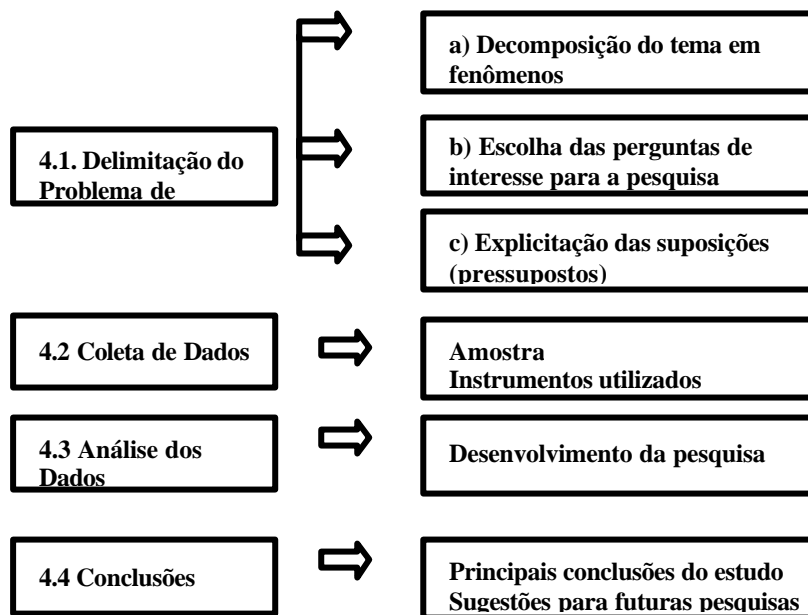 a) Decomposição do tema em
fenômenos
4.1. Delimitação do
Problema de
b) Escolha das perguntas de
interesse para a pesquisa
c) Explicitação das suposições
(pressupostos)
4.2 Coleta de Dados
Amostra
Instrumentos utilizados
4.3 Análise dos
Dados
Desenvolvimento da pesquisa
4.4 Conclusões
Principais conclusões do estudo
Sugestões para futuras pesquisas